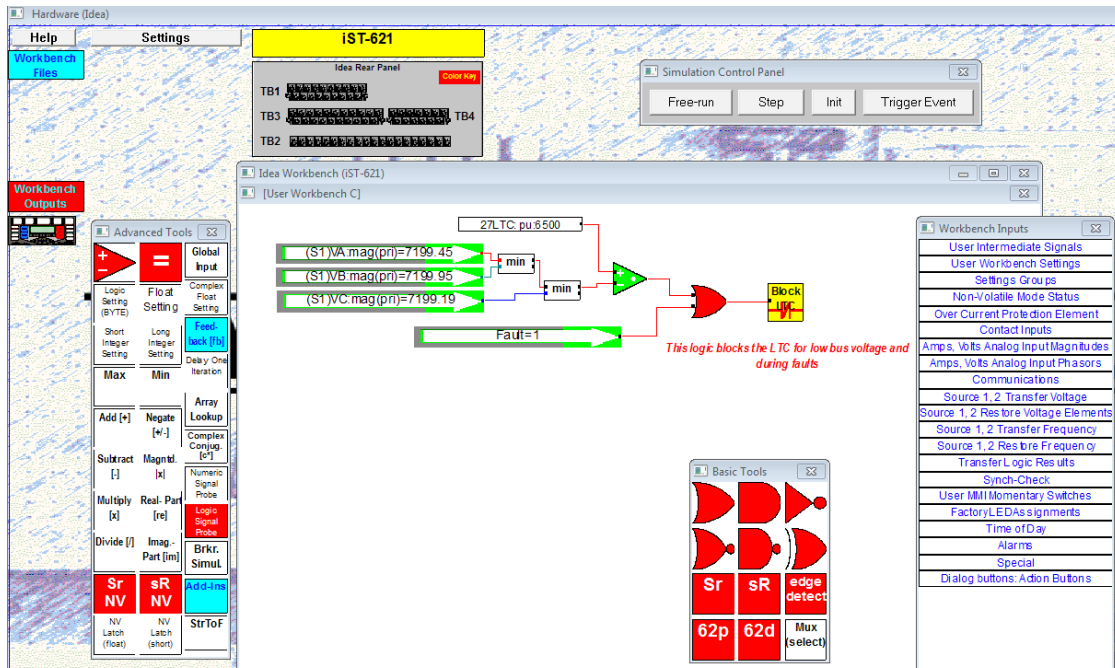 Hardware (Idea)
Help
Settings
Workbench
Files
iST-621
Idea Rear Panel
Color Key
TB1
TB3
TB4
TB2
Simulation Control Panel
Free-run
Step
Init
Trigger Event
Workbench
Outputs
Idea Workbench (iST-621)
[User Workbench C]
27LTC: pu:6500
(S1)VA:mag(pri)=7199.45
(S1)VB:mag(pri)=7199.95
(S1)VC:mag(pri)=7199.19
min
min
+
-
Fault=1
Block
LTC
This logic blocks the LTC for low bus voltage and
during faults
Advanced Tools
+
-
=
Global
Input
Logic
Setting
(BYTE)
Float
Setting
Complex
Float
Setting
Short
Integer
Setting
Long
Integer
Setting
Feed-
back [fb]
Delay One
Iteration
Max
Min
Array
Lookup
Add [+]
Negate
[+/-]
Complex
Conjug.
[c*]
Subtract
[-]
Magntd.
|x|
Numeric
Signal
Probe
Multiply
[x]
Real- Part
[re]
Logic
Signal
Probe
Divide [/]
Imag.-
Part [im]
Brkr.
Simul.
Sr
NV
sR
NV
Add-Ins
NV
Latch
(float)
NV
Latch
(short)
StrToF
Basic Tools
Sr
sR
edge
detect
62p
62d
Mux
(select)
Workbench Inputs
User Intermediate Signals
User Workbench Settings
Settings Groups
Non-Volatile Mode Status
Over Current Protection Element
Contact Inputs
Amps, Volts Analog Input Magnitudes
Amps, Volts Analog Input Phasors
Communications
Source 1, 2 Transfer Voltage
Source 1, 2 Restore Voltage Elements
Source 1, 2 Transfer Frequency
Source 1, 2 Restore Frequency
Transfer Logic Results
Synch-Check
User MMI Momentary Switches
Factory LED Assignments
Time of Day
Alarms
Special
Dialog buttons: Action Buttons